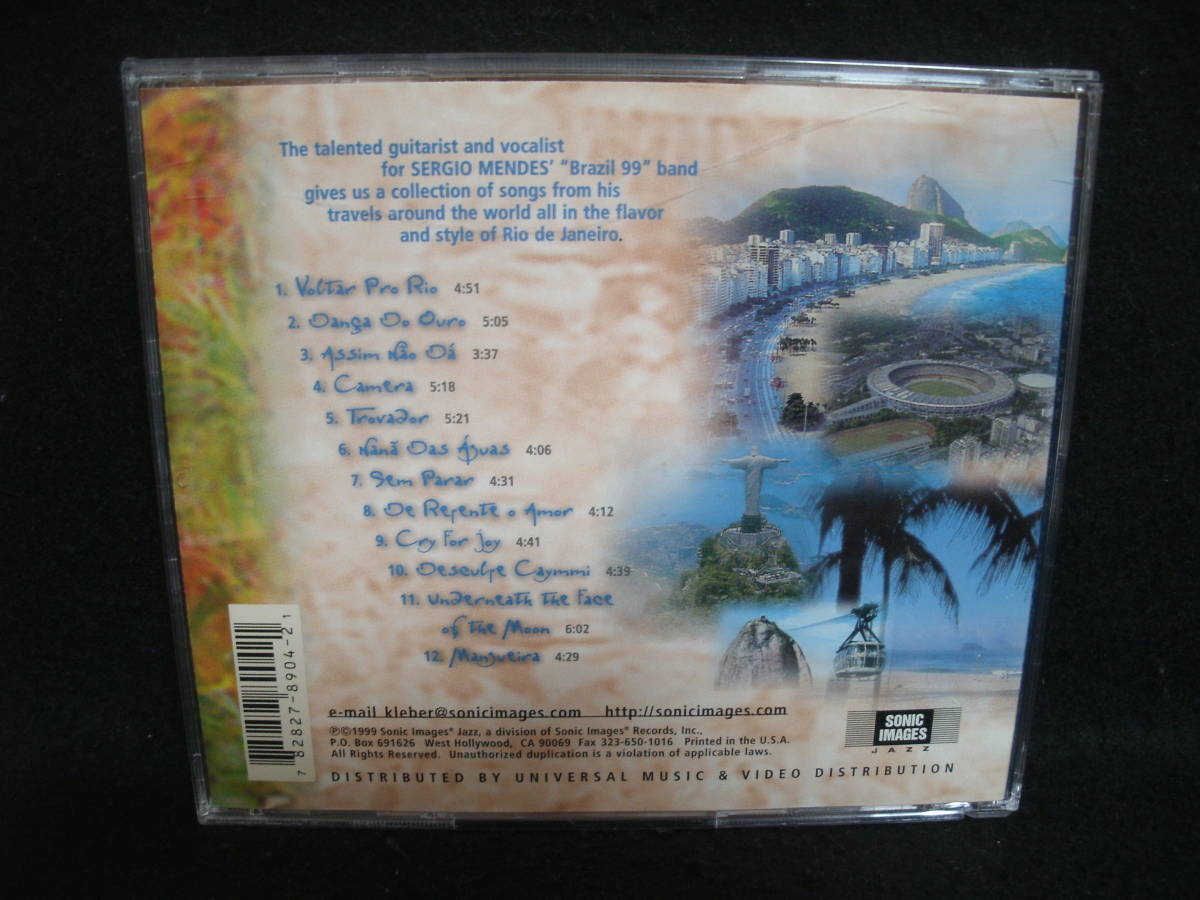 The talented guitarist and vocalist
for SERGIO MENDES' "Brazil 99" band
gives us a collection of songs from his
travels around the world all in the flavor
and style of Rio de Janeiro.
1. Voltar Pro Rio 4:51
2. Dança Do Ouro 5:05
3. Assim Não Dá 3:37
4. Camera 5:18
5. Trovador 5:21
6. Nanã Das Águas 4:06
7. Sem Parar 4:31
8. De Repente o Amor 4:12
9. Cry For Joy 4:41
10. Desculpe Caymmi 4:39
11. Underneath The Face
of The Moon 6:02
12. Mangueira 4:29
7 82827-8904-2 1
e-mail kleber@sonicimages.com http://sonicimages.com
℗©1999 Sonic Images® Jazz, a division of Sonic Images® Records, Inc.,
P.O. Box 691626 West Hollywood, CA 90069 Fax 323-650-1016 Printed in the U.S.A.
All Rights Reserved. Unauthorized duplication is a violation of applicable laws.
SONIC
IMAGES
JAZZ
DISTRIBUTED BY UNIVERSAL MUSIC & VIDEO DISTRIBUTION